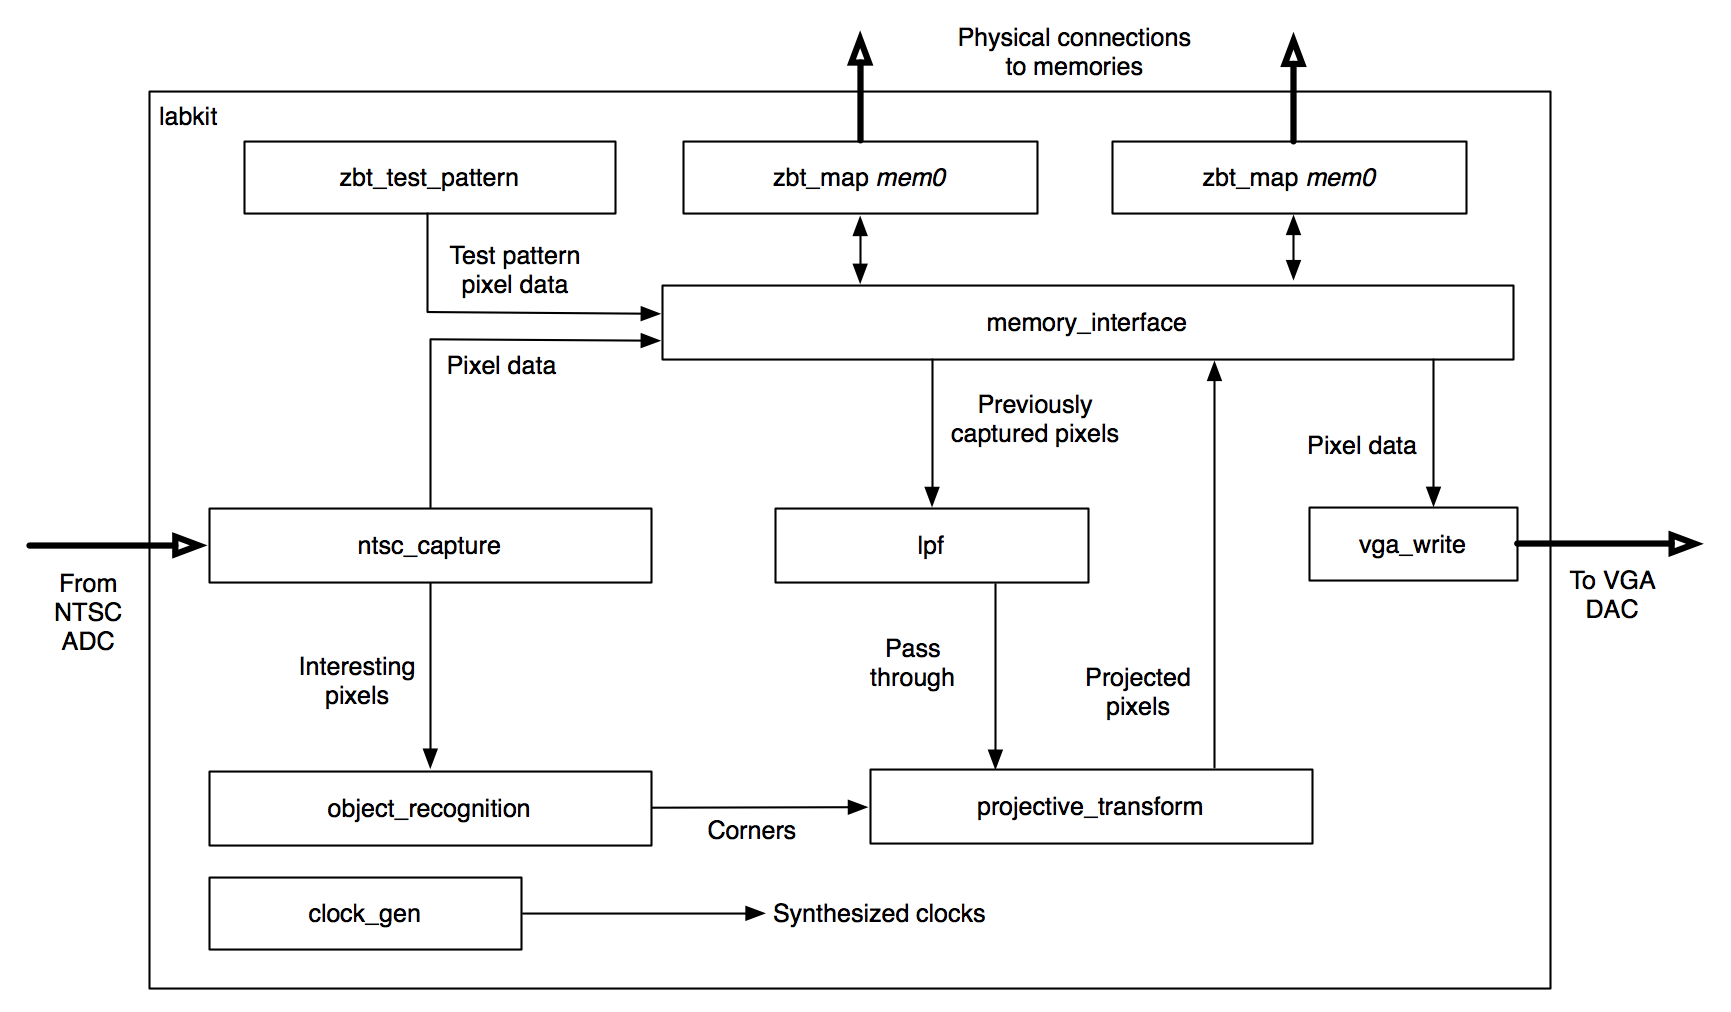 Physical connections
to memories
labkit
zbt_test_pattern
zbt_map mem0
zbt_map mem0
Test pattern
pixel data
memory_interface
Pixel data
Previously
captured pixels
Pixel data
ntsc_capture
lpf
vga_write
From
NTSC
ADC
To VGA
DAC
Interesting
pixels
Pass
through
Projected
pixels
object_recognition
Corners
projective_transform
clock_gen
Synthesized clocks